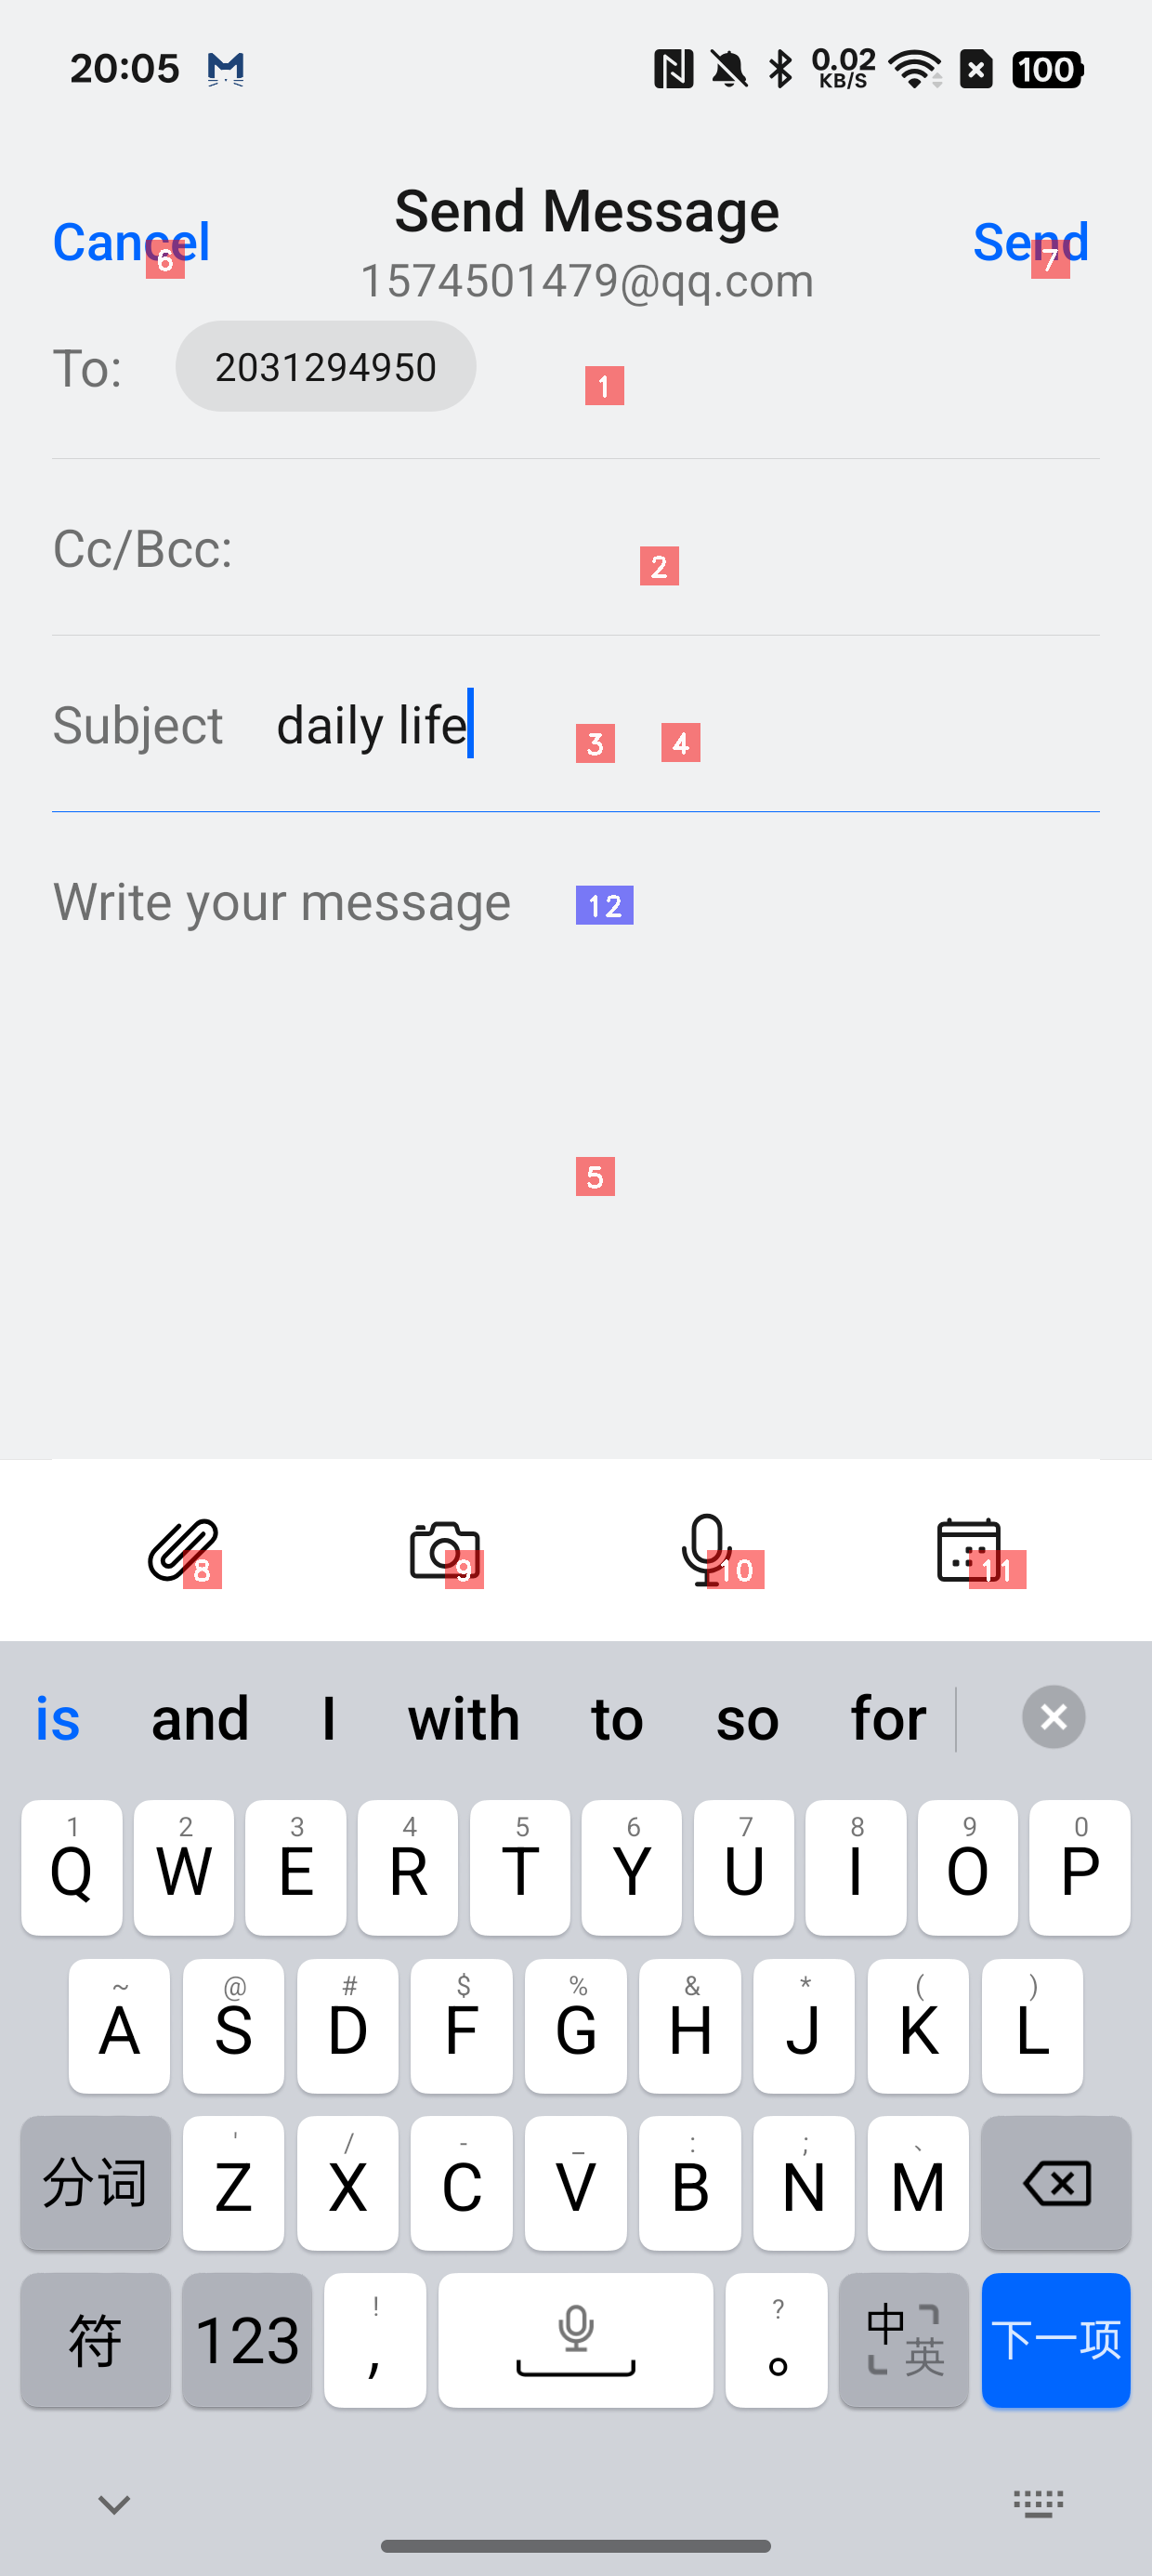 20:05 0.02 KB/S 100
Send Message
Cancel Send
6 7
1574501479@qq.com
To: 2031294950
1
Cc/Bcc:
2
Subject daily life
3 4
Write your message 12
5
8 9 10 11
is and I with to so for
1 2 3 4 5 6 7 8 9 0
Q W E R T Y U I O P
~ @ # $ % & * ( )
A S D F G H J K L
' / - _ : ; 、
分词 Z X C V B N M
! ?
符 123 , 。 中 英 下一项